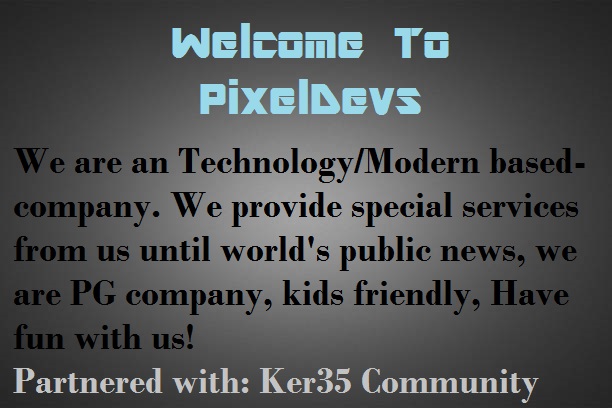 Welcome To
PixelDevs
We are an Technology/Modern based-
company. We provide special services
from us until world's public news, we
are PG company, kids friendly, Have
fun with us!
Partnered with: Ker35 Community